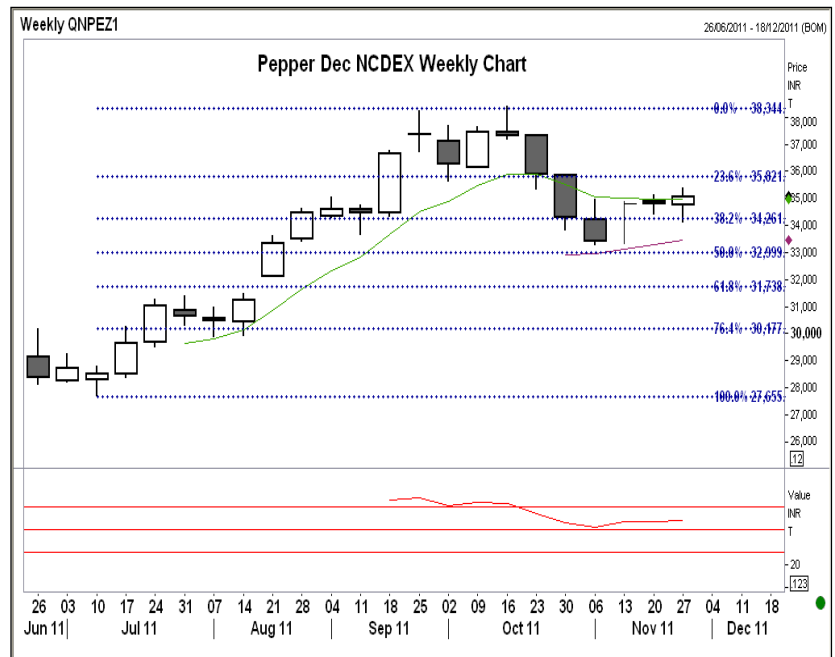 Weekly QNPEZ1
26/06/2011 - 18/12/2011 (BOM)
Pepper Dec NCDEX Weekly Chart
Price
INR
T
0.0% 38,344
38,000
37,000
36,000
23.6% 35,821
35,000
38.2% 34,261
34,000
50.0% 32,999
33,000
32,000
61.8% 31,738
31,000
76.4% 30,177
30,000
29,000
28,000
100.0% 27,655
27,000
26,000
.12
Value
INR
T
20
.123
26 03 10 17 24 31 07 14 21 28 04 11 18 25 02 09 16 23 30 06 13 20 27 04 11 18
Jun 11 Jul 11 Aug 11 Sep 11 Oct 11 Nov 11 Dec 11